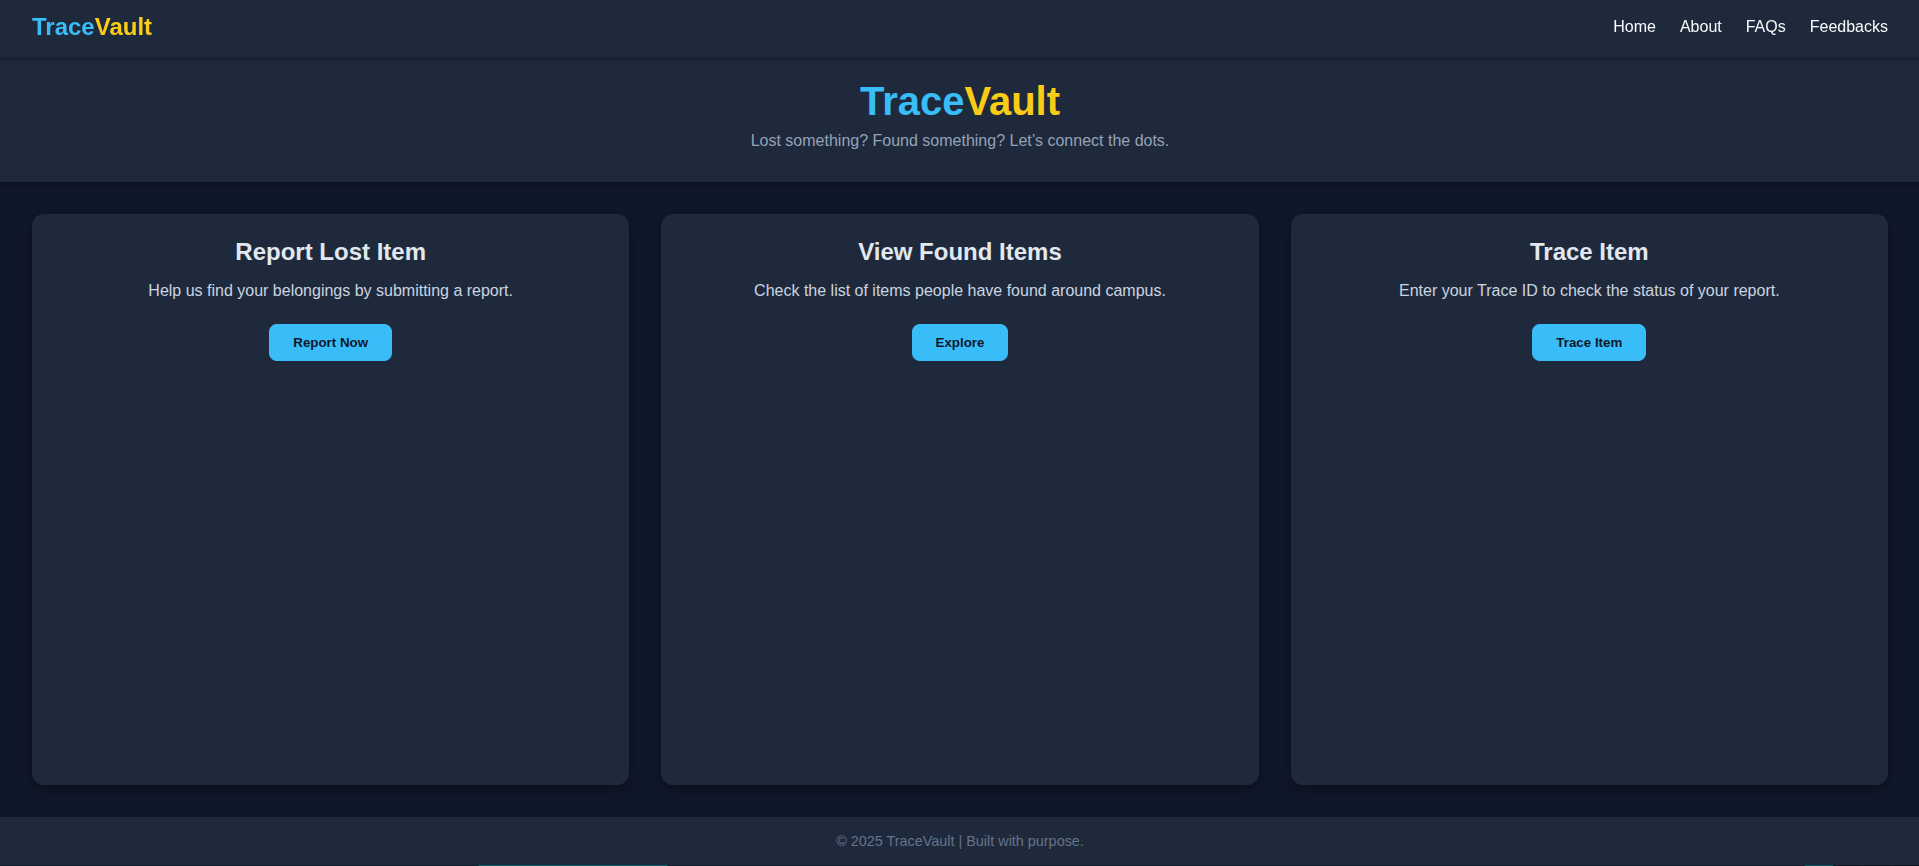 TraceVault
Home About FAQs Feedbacks
TraceVault
Lost something? Found something? Let’s connect the dots.
Report Lost Item
Help us find your belongings by submitting a report.
Report Now
View Found Items
Check the list of items people have found around campus.
Explore
Trace Item
Enter your Trace ID to check the status of your report.
Trace Item
© 2025 TraceVault | Built with purpose.